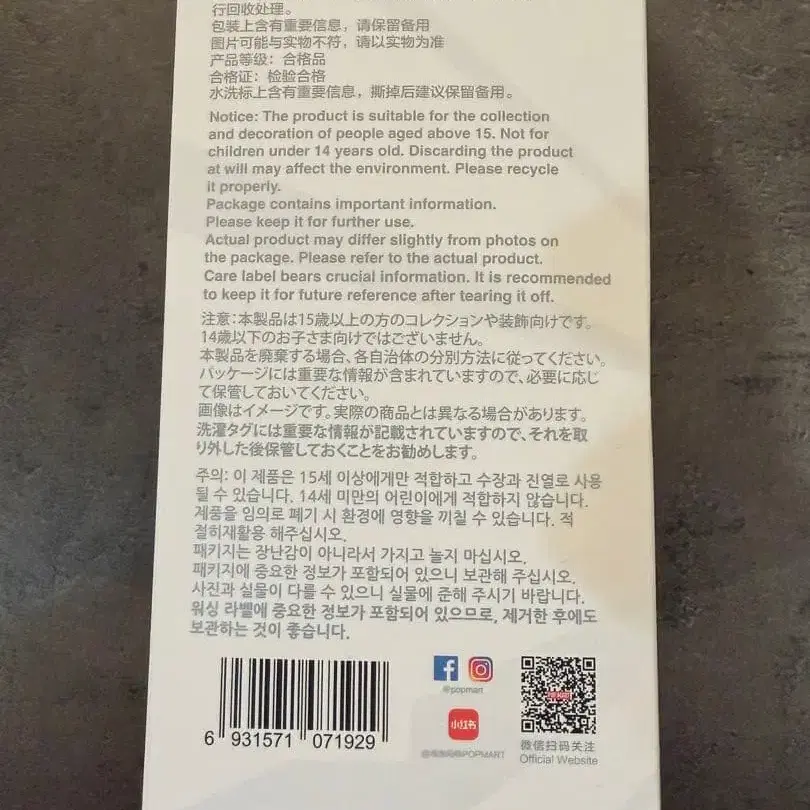 行回收处理。
包装上含有重要信息，请保留备用
图片可能与实物不符，请以实物为准
产品等级：合格品
合格证：检验合格
水洗标上含有重要信息，撕掉后建议保留备用。
Notice: The product is suitable for the collection
and decoration of people aged above 15. Not for
children under 14 years old. Discarding the product
at will may affect the environment. Please recycle
it properly.
Package contains important information.
Please keep it for further use.
Actual product may differ slightly from photos on
the package. Please refer to the actual product.
Care label bears crucial information. It is recommended
to keep it for future reference after tearing it off.
注意：本製品は15歳以上の方のコレクションや装飾向けです。
14歳以下のお子さま向けではございません。
本製品を廃棄する場合、各自治体の分別方法に従ってください。
パッケージには重要な情報が含まれていますので、必要に応じ
て保管しておいてください。
画像はイメージです。実際の商品とは異なる場合があります。
洗濯タグには重要な情報が記載されていますので、それを取
り外した後保管しておくことをお勧めします。
주의: 이 제품은 15세 이상에게만 적합하고 수장과 진열로 사용
될 수 있습니다. 14세 미만의 어린이에게 적합하지 않습니다.
제품을 임의로 폐기 시 환경에 영향을 끼칠 수 있습니다. 적
절히재활용 해주십시오.
패키지는 장난감이 아니라서 가지고 놀지 마십시오.
패키지에 중요한 정보가 포함되어 있으니 보관해 주십시오.
사진과 실물이 다를 수 있으니 실물에 준해 주시기 바랍니다.
워싱 라벨에 중요한 정보가 포함되어 있으므로, 제거한 후에도
보관하는 것이 좋습니다.
6 931571 071929
@popmart
小红书
POPMART
POP MART
微信扫码关注
Official Website